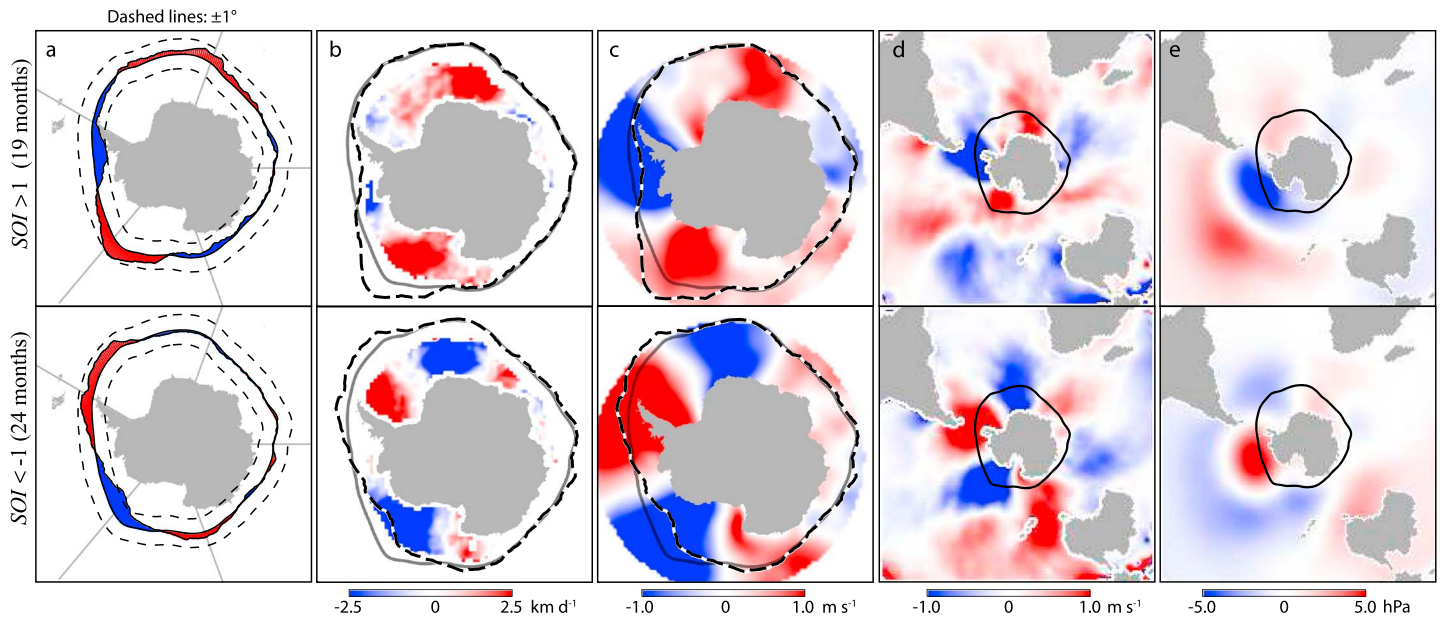 Dashed lines: ±1°
a
b
c
d
e
SOI > 1 (19 months)
SOI < -1 (24 months)
-2.5 0 2.5 km d⁻¹
-1.0 0 1.0 m s⁻¹
-1.0 0 1.0 m s⁻¹
-5.0 0 5.0 hPa